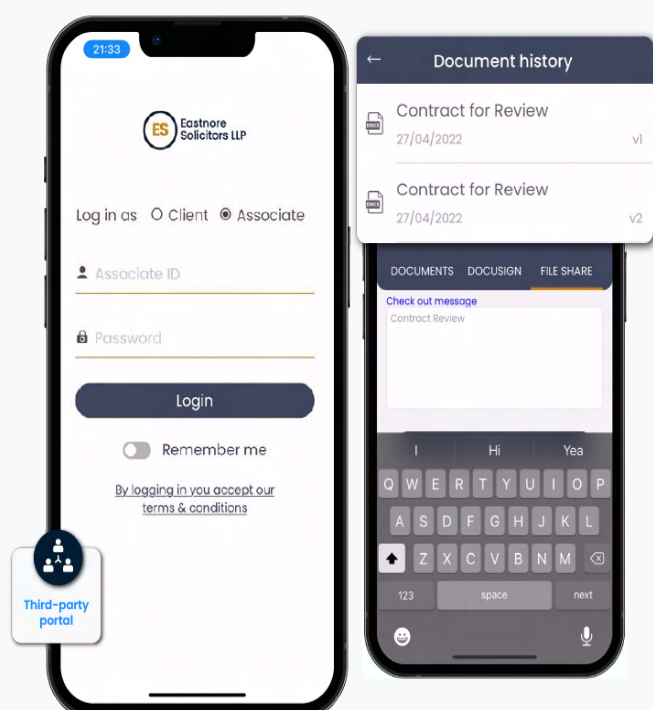 21:33
ES
Eastnore
Solicitors LLP
Log in as Client Associate
Associate ID
Password
Login
Remember me
By logging in you accept our
terms & conditions
Third-party
portal
Document history
DOCX
Contract for Review
27/04/2022 v1
DOCX
Contract for Review
27/04/2022 v2
DOCUMENTS DOCUSIGN FILE SHARE
Check out message
Contract Review
I Hi Yea
Q W E R T Y U I O P
A S D F G H J K L
Z X C V B N M
123 space next